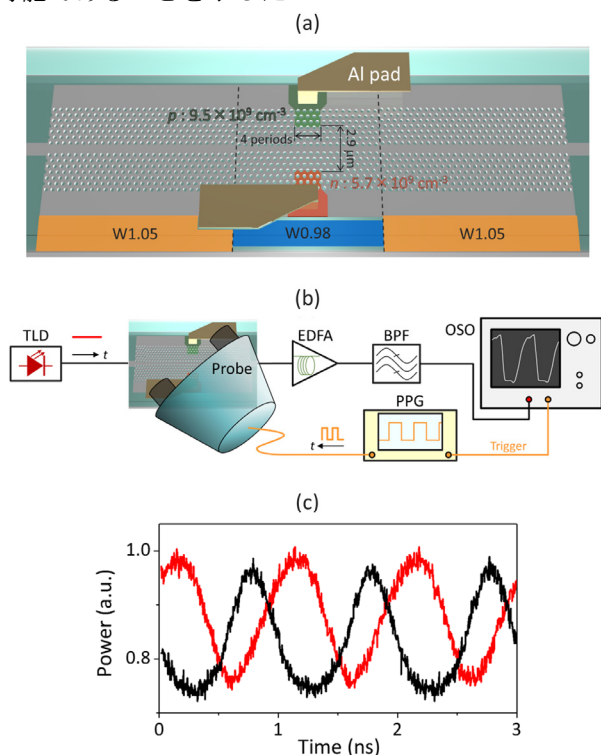 (a)
Al pad
p : 9.5 × 10⁹ cm⁻³
4 periods
2.9 μm
n : 5.7 × 10⁹ cm⁻³
W1.05
W0.98
W1.05
(b)
TLD
t
Probe
EDFA
BPF
OSO
PPG
t
Trigger
(c)
Power (a.u.)
1.0
0.8
0
1
2
3
Time (ns)